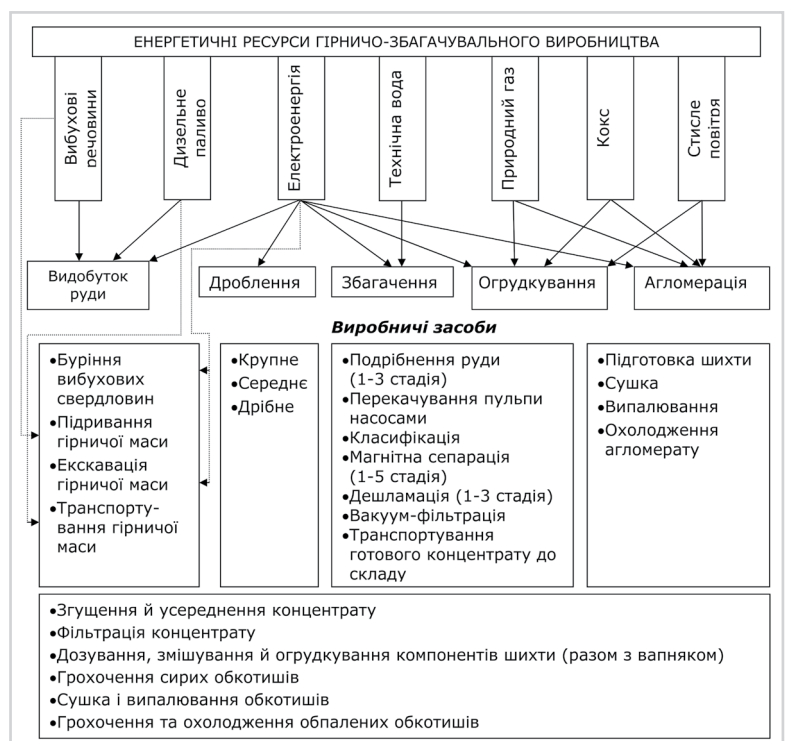 ЕНЕРГЕТИЧНІ РЕСУРСИ ГІРНИЧО-ЗБАГАЧУВАЛЬНОГО ВИРОБНИЦТВА
Вибухові
речовини
Дизельне
паливо
Електроенергія
Технічна вода
Природний газ
Кокс
Стисле
повітря
Видобуток
руди
Дроблення
Збагачення
Огрудкування
Агломерація
Виробничі засоби
•Буріння
вибухових
свердловин
•Підривання
гірничої маси
•Екскавація
гірничої маси
•Транспорту-
вання гірничої
маси
•Крупне
•Середнє
•Дрібне
•Подрібнення руди
(1-3 стадія)
•Перекачування пульпи
насосами
•Класифікація
•Магнітна сепарація
(1-5 стадія)
•Дешламація (1-3 стадія)
•Вакуум-фільтрація
•Транспортування
готового концентрату до
складу
•Підготовка шихти
•Сушка
•Випалювання
•Охолодження
агломерату
•Згущення й усереднення концентрату
•Фільтрація концентрату
•Дозування, змішування й огрудкування компонентів шихти (разом з вапняком)
•Грохочення сирих обкотишів
•Сушка і випалювання обкотишів
•Грохочення та охолодження обпалених обкотишів